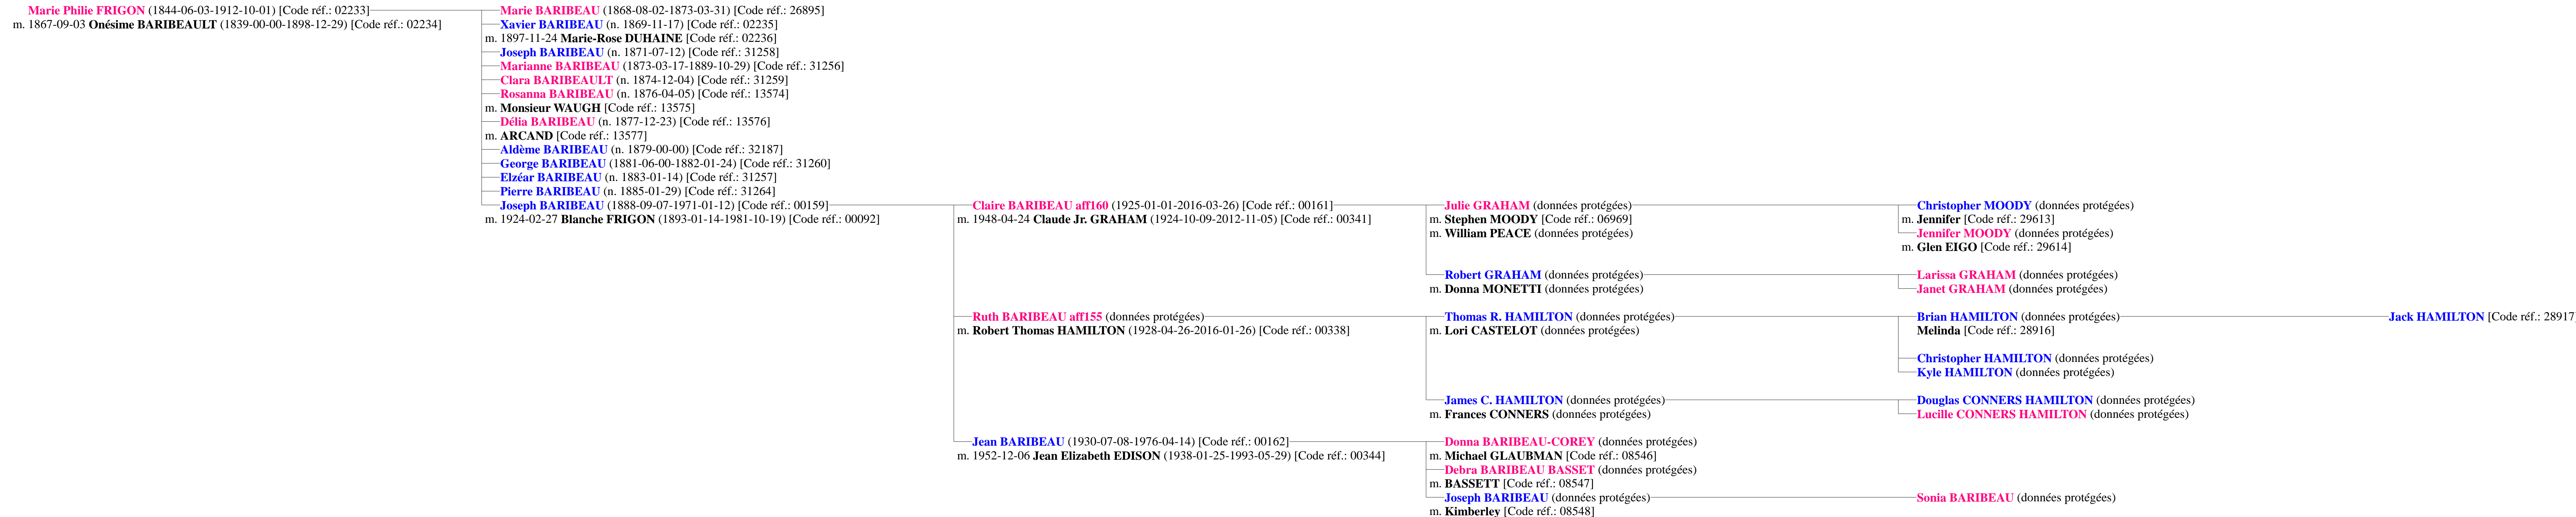 Marie Philie FRIGON (1844-06-03-1912-10-01) [Code réf.: 02233]
m. 1867-09-03 Onésime BARIBEAULT (1839-00-00-1898-12-29) [Code réf.: 02234]
Marie BARIBEAU (1868-08-02-1873-03-31) [Code réf.: 26895]
Xavier BARIBEAU (n. 1869-11-17) [Code réf.: 02235]
m. 1897-11-24 Marie-Rose DUHAINE [Code réf.: 02236]
Joseph BARIBEAU (n. 1871-07-12) [Code réf.: 31258]
Marianne BARIBEAU (1873-03-17-1889-10-29) [Code réf.: 31256]
Clara BARIBEAULT (n. 1874-12-04) [Code réf.: 31259]
Rosanna BARIBEAU (n. 1876-04-05) [Code réf.: 13574]
m. Monsieur WAUGH [Code réf.: 13575]
Délia BARIBEAU (n. 1877-12-23) [Code réf.: 13576]
m. ARCAND [Code réf.: 13577]
Aldème BARIBEAU (n. 1879-00-00) [Code réf.: 32187]
George BARIBEAU (1881-06-00-1882-01-24) [Code réf.: 31260]
Elzéar BARIBEAU (n. 1883-01-14) [Code réf.: 31257]
Pierre BARIBEAU (n. 1885-01-29) [Code réf.: 31264]
Joseph BARIBEAU (1888-09-07-1971-01-12) [Code réf.: 00159]
m. 1924-02-27 Blanche FRIGON (1893-01-14-1981-10-19) [Code réf.: 00092]
Claire BARIBEAU aff160 (1925-01-01-2016-03-26) [Code réf.: 00161]
m. 1948-04-24 Claude Jr. GRAHAM (1924-10-09-2012-11-05) [Code réf.: 00341]
Julie GRAHAM (données protégées)
m. Stephen MOODY [Code réf.: 06969]
m. William PEACE (données protégées)
Christopher MOODY (données protégées)
m. Jennifer [Code réf.: 29613]
Jennifer MOODY (données protégées)
m. Glen EIGO [Code réf.: 29614]
Robert GRAHAM (données protégées)
m. Donna MONETTI (données protégées)
Larissa GRAHAM (données protégées)
Janet GRAHAM (données protégées)
Ruth BARIBEAU aff155 (données protégées)
m. Robert Thomas HAMILTON (1928-04-26-2016-01-26) [Code réf.: 00338]
Thomas R. HAMILTON (données protégées)
m. Lori CASTELOT (données protégées)
Brian HAMILTON (données protégées)
Melinda [Code réf.: 28916]
Jack HAMILTON [Code réf.: 28917
Christopher HAMILTON (données protégées)
Kyle HAMILTON (données protégées)
James C. HAMILTON (données protégées)
m. Frances CONNERS (données protégées)
Douglas CONNERS HAMILTON (données protégées)
Lucille CONNERS HAMILTON (données protégées)
Jean BARIBEAU (1930-07-08-1976-04-14) [Code réf.: 00162]
m. 1952-12-06 Jean Elizabeth EDISON (1938-01-25-1993-05-29) [Code réf.: 00344]
Donna BARIBEAU-COREY (données protégées)
m. Michael GLAUBMAN [Code réf.: 08546]
Debra BARIBEAU BASSET (données protégées)
m. BASSETT [Code réf.: 08547]
Joseph BARIBEAU (données protégées)
m. Kimberley [Code réf.: 08548]
Sonia BARIBEAU (données protégées)